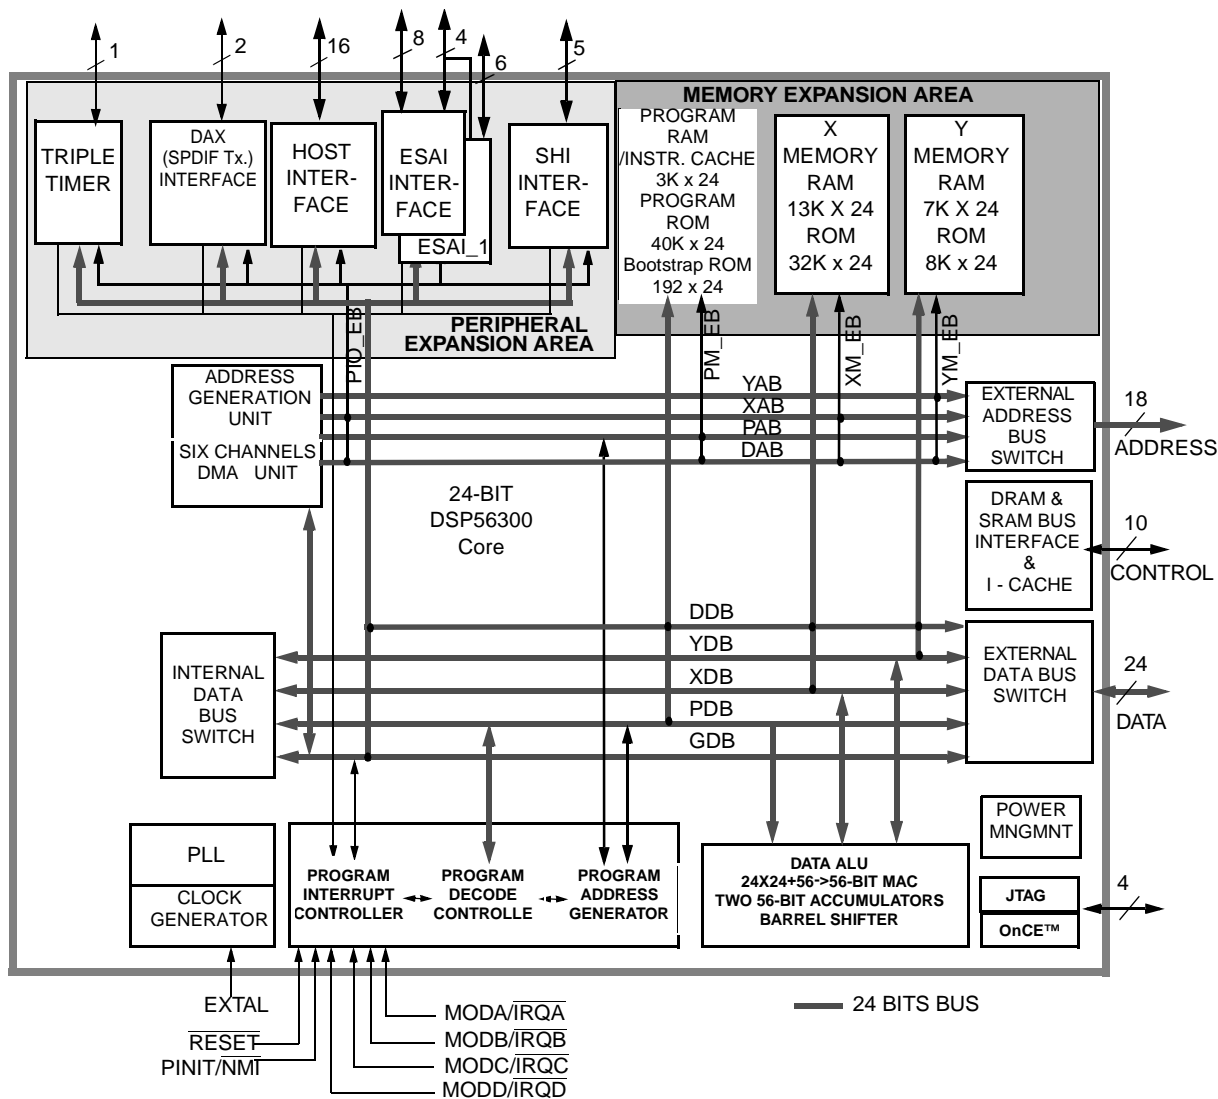 1
2
16
8
4
6
5
MEMORY EXPANSION AREA
TRIPLE
TIMER
DAX
(SPDIF Tx.)
INTERFACE
HOST
INTER-
FACE
ESAI
INTER-
FACE
ESAI_1
SHI
INTER-
FACE
PROGRAM
RAM
/INSTR. CACHE
3K x 24
PROGRAM
ROM
40K x 24
Bootstrap ROM
192 x 24
X
MEMORY
RAM
13K X 24
ROM
32K x 24
Y
MEMORY
RAM
7K X 24
ROM
8K x 24
PERIPHERAL
EXPANSION AREA
PIO_EB
PM_EB
XM_EB
YM_EB
ADDRESS
GENERATION
UNIT
SIX CHANNELS
DMA UNIT
YAB
XAB
PAB
DAB
EXTERNAL
ADDRESS
BUS
SWITCH
18
ADDRESS
24-BIT
DSP56300
Core
DRAM &
SRAM BUS
INTERFACE
&
I - CACHE
10
CONTROL
DDB
YDB
XDB
PDB
GDB
INTERNAL
DATA
BUS
SWITCH
EXTERNAL
DATA BUS
SWITCH
24
DATA
PLL
CLOCK
GENERATOR
PROGRAM
INTERRUPT
CONTROLLER
PROGRAM
DECODE
CONTROLLE
PROGRAM
ADDRESS
GENERATOR
DATA ALU
24X24+56->56-BIT MAC
TWO 56-BIT ACCUMULATORS
BARREL SHIFTER
POWER
MNGMNT
JTAG
OnCE™
4
EXTAL
RESET
PINIT/NMI
MODA/IRQA
MODB/IRQB
MODC/IRQC
MODD/IRQD
24 BITS BUS